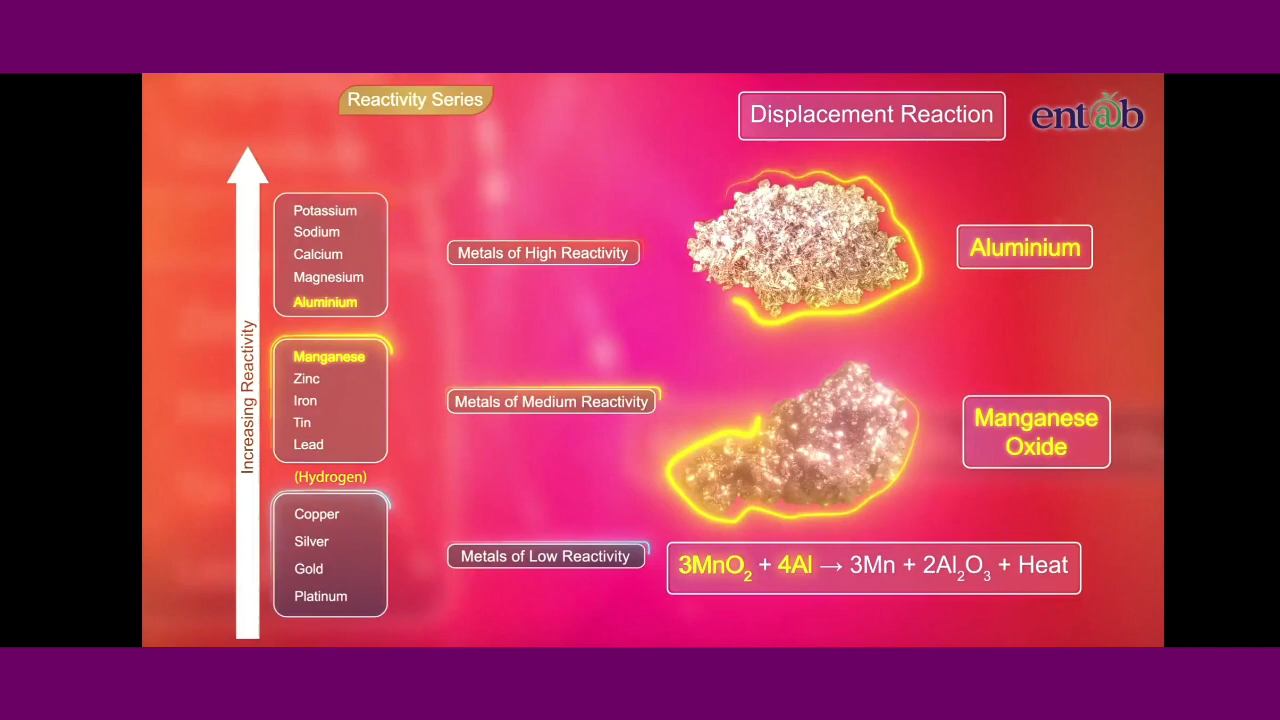 Reactivity Series
Displacement Reaction
entab
Increasing Reactivity
Potassium
Sodium
Calcium
Magnesium
Aluminium
Metals of High Reactivity
Aluminium
Manganese
Zinc
Iron
Tin
Lead
Metals of Medium Reactivity
Manganese
Oxide
(Hydrogen)
Copper
Silver
Gold
Platinum
Metals of Low Reactivity
3MnO₂ + 4Al → 3Mn + 2Al₂O₃ + Heat